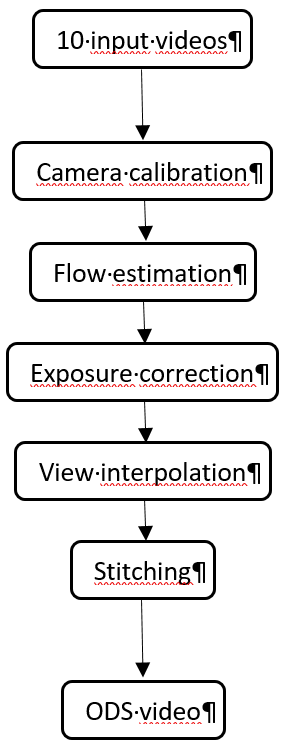 10·input·videos¶
Camera·calibration¶
Flow·estimation¶
Exposure·correction¶
View·interpolation¶
Stitching¶
ODS·video¶